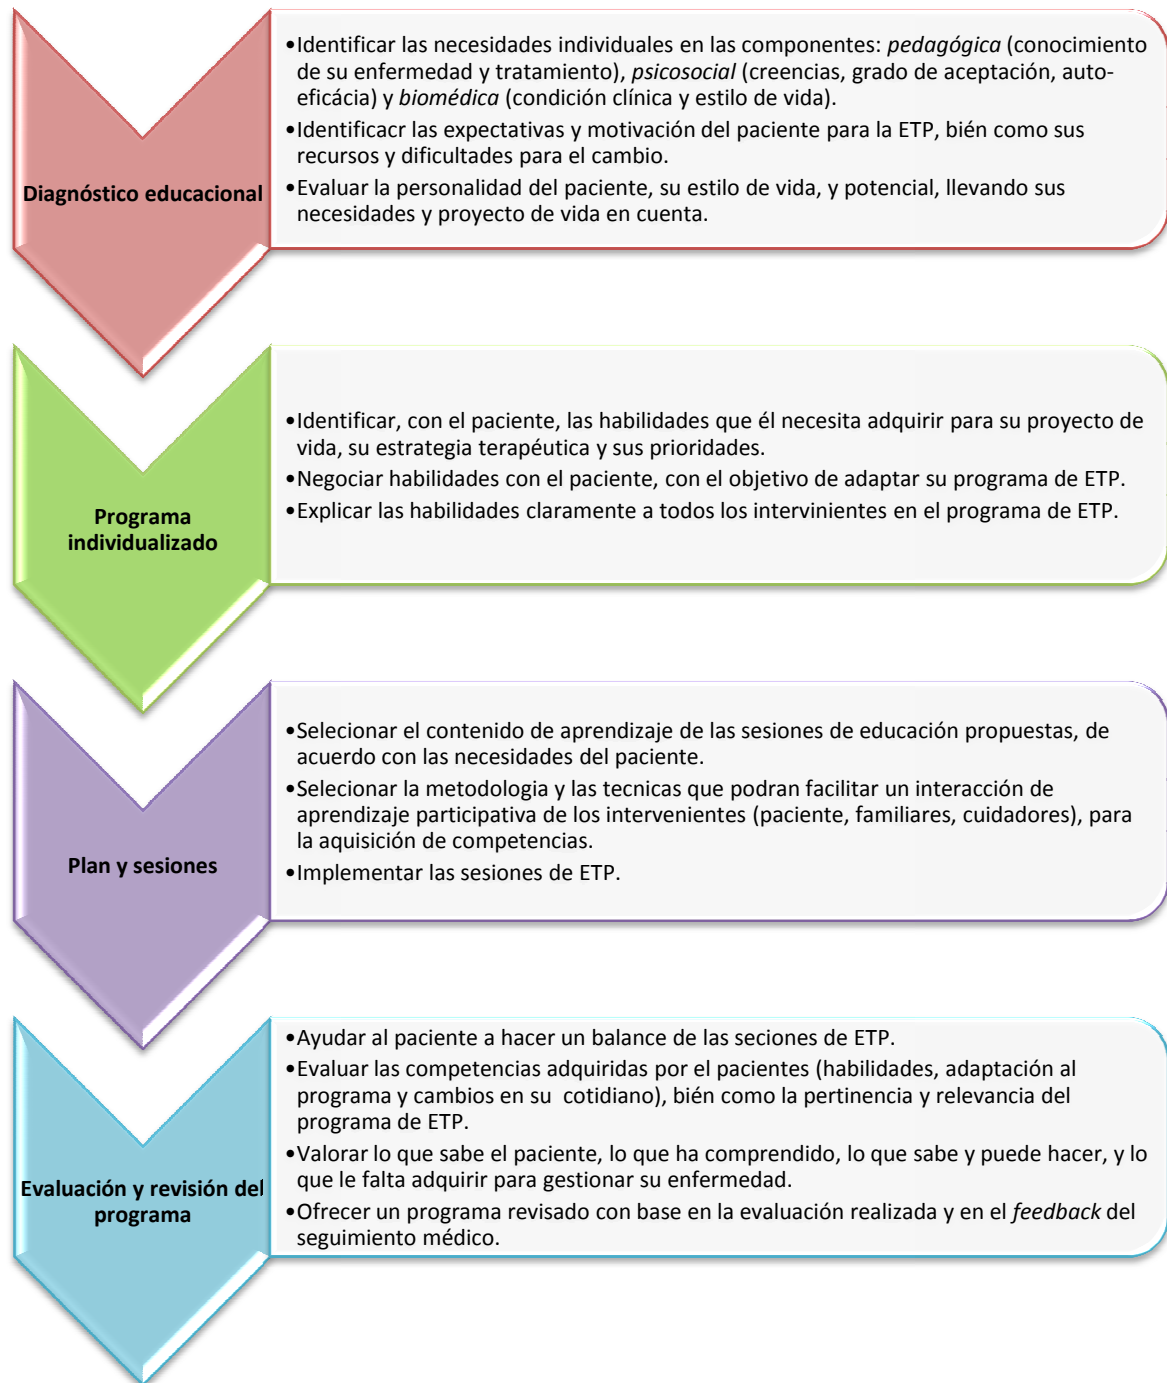 •Identificar las necesidades individuales en las componentes: pedagógica (conocimiento
de su enfermedad y tratamiento), psicosocial (creencias, grado de aceptación, auto-
eficácia) y biomédica (condición clínica y estilo de vida).
•Identificacr las expectativas y motivación del paciente para la ETP, bién como sus
recursos y dificultades para el cambio.
•Evaluar la personalidad del paciente, su estilo de vida, y potencial, llevando sus
necesidades y proyecto de vida en cuenta.
Diagnóstico educacional
•Identificar, con el paciente, las habilidades que él necesita adquirir para su proyecto de
vida, su estrategia terapéutica y sus prioridades.
•Negociar habilidades con el paciente, con el objetivo de adaptar su programa de ETP.
•Explicar las habilidades claramente a todos los intervinientes en el programa de ETP.
Programa
individualizado
•Selecionar el contenido de aprendizaje de las sesiones de educación propuestas, de
acuerdo con las necesidades del paciente.
•Selecionar la metodologia y las tecnicas que podran facilitar un interacción de
aprendizaje participativa de los intervenientes (paciente, familiares, cuidadores), para
la aquisición de competencias.
•Implementar las sesiones de ETP.
Plan y sesiones
•Ayudar al paciente a hacer un balance de las seciones de ETP.
•Evaluar las competencias adquiridas por el pacientes (habilidades, adaptación al
programa y cambios en su cotidiano), bién como la pertinencia y relevancia del
programa de ETP.
•Valorar lo que sabe el paciente, lo que ha comprendido, lo que sabe y puede hacer, y lo
que le falta adquirir para gestionar su enfermedad.
•Ofrecer un programa revisado con base en la evaluación realizada y en el feedback del
seguimiento médico.
Evaluación y revisión del
programa